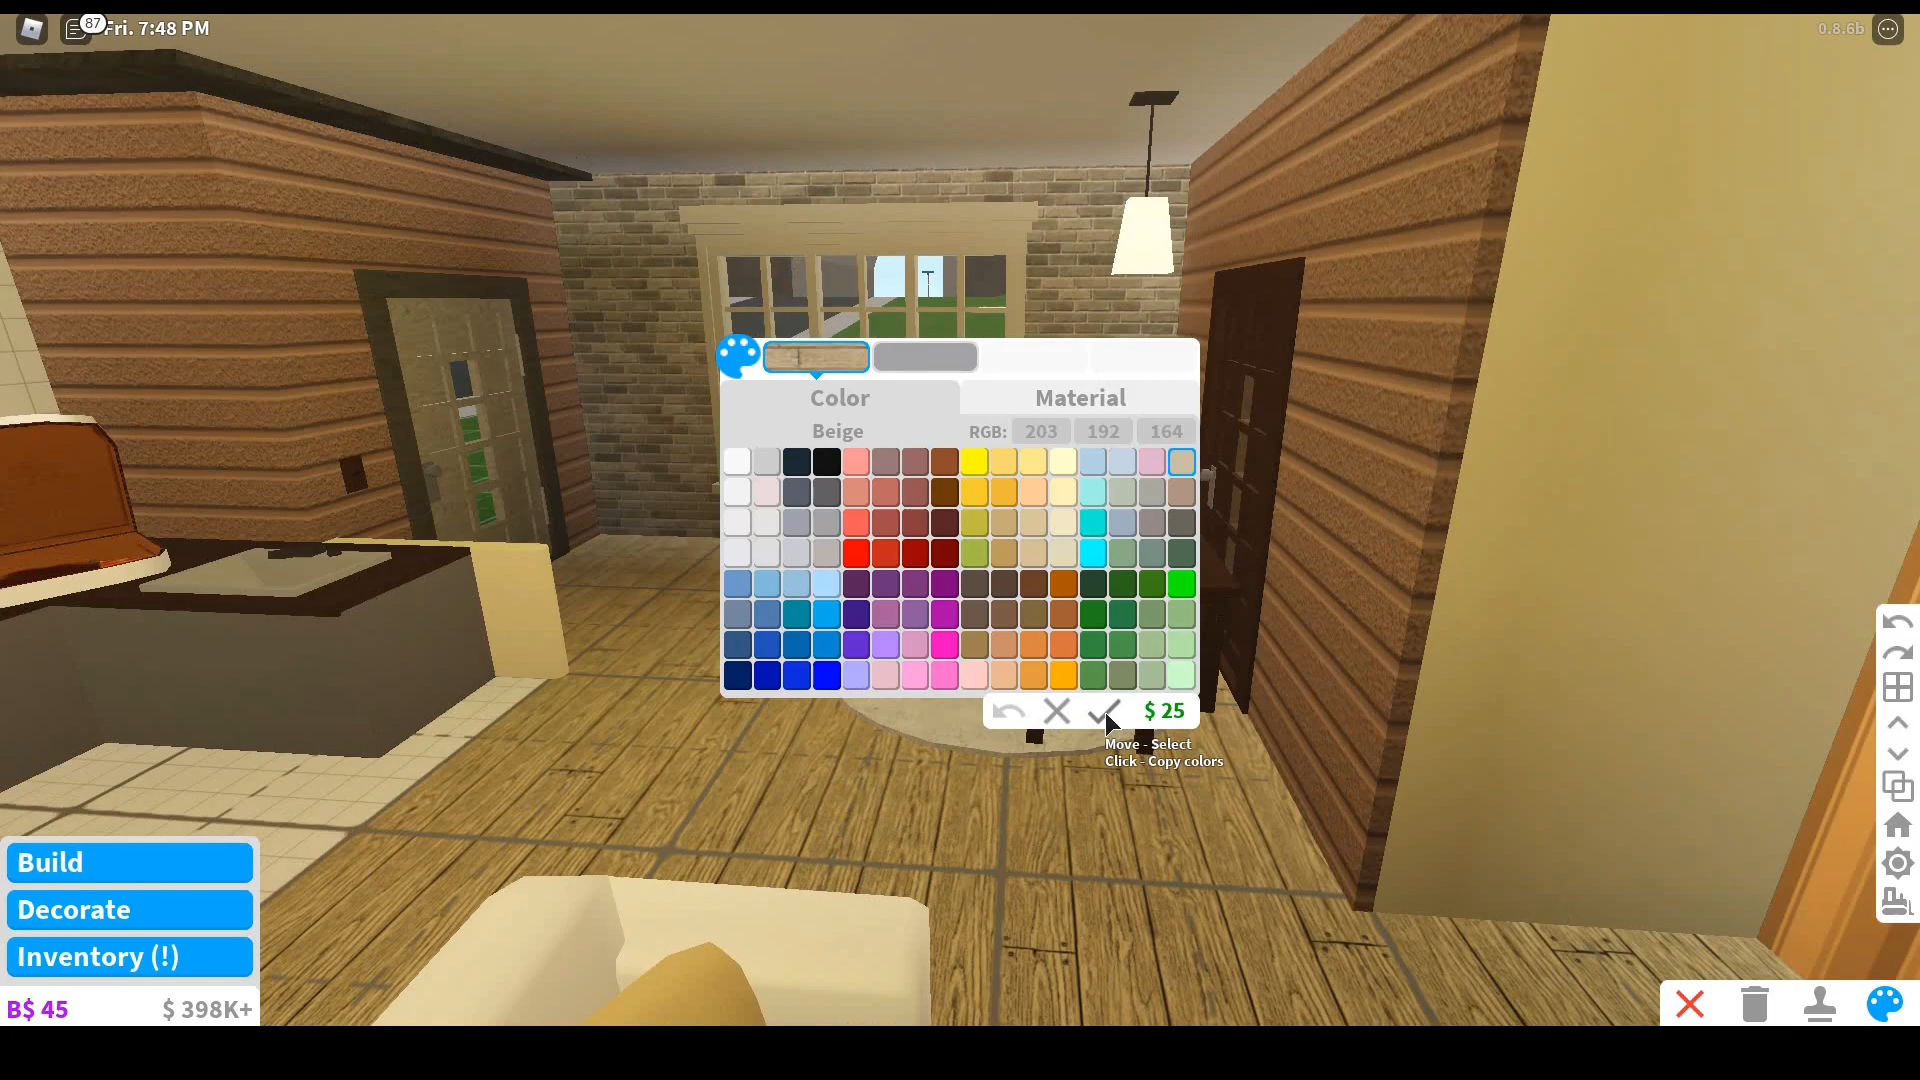 87
Fri. 7:48 PM
0.8.6b
Color
Material
Beige
RGB: 203 192 164
$ 25
Move - Select
Click - Copy colors
Build
Decorate
Inventory (!)
B$ 45
$ 398K+